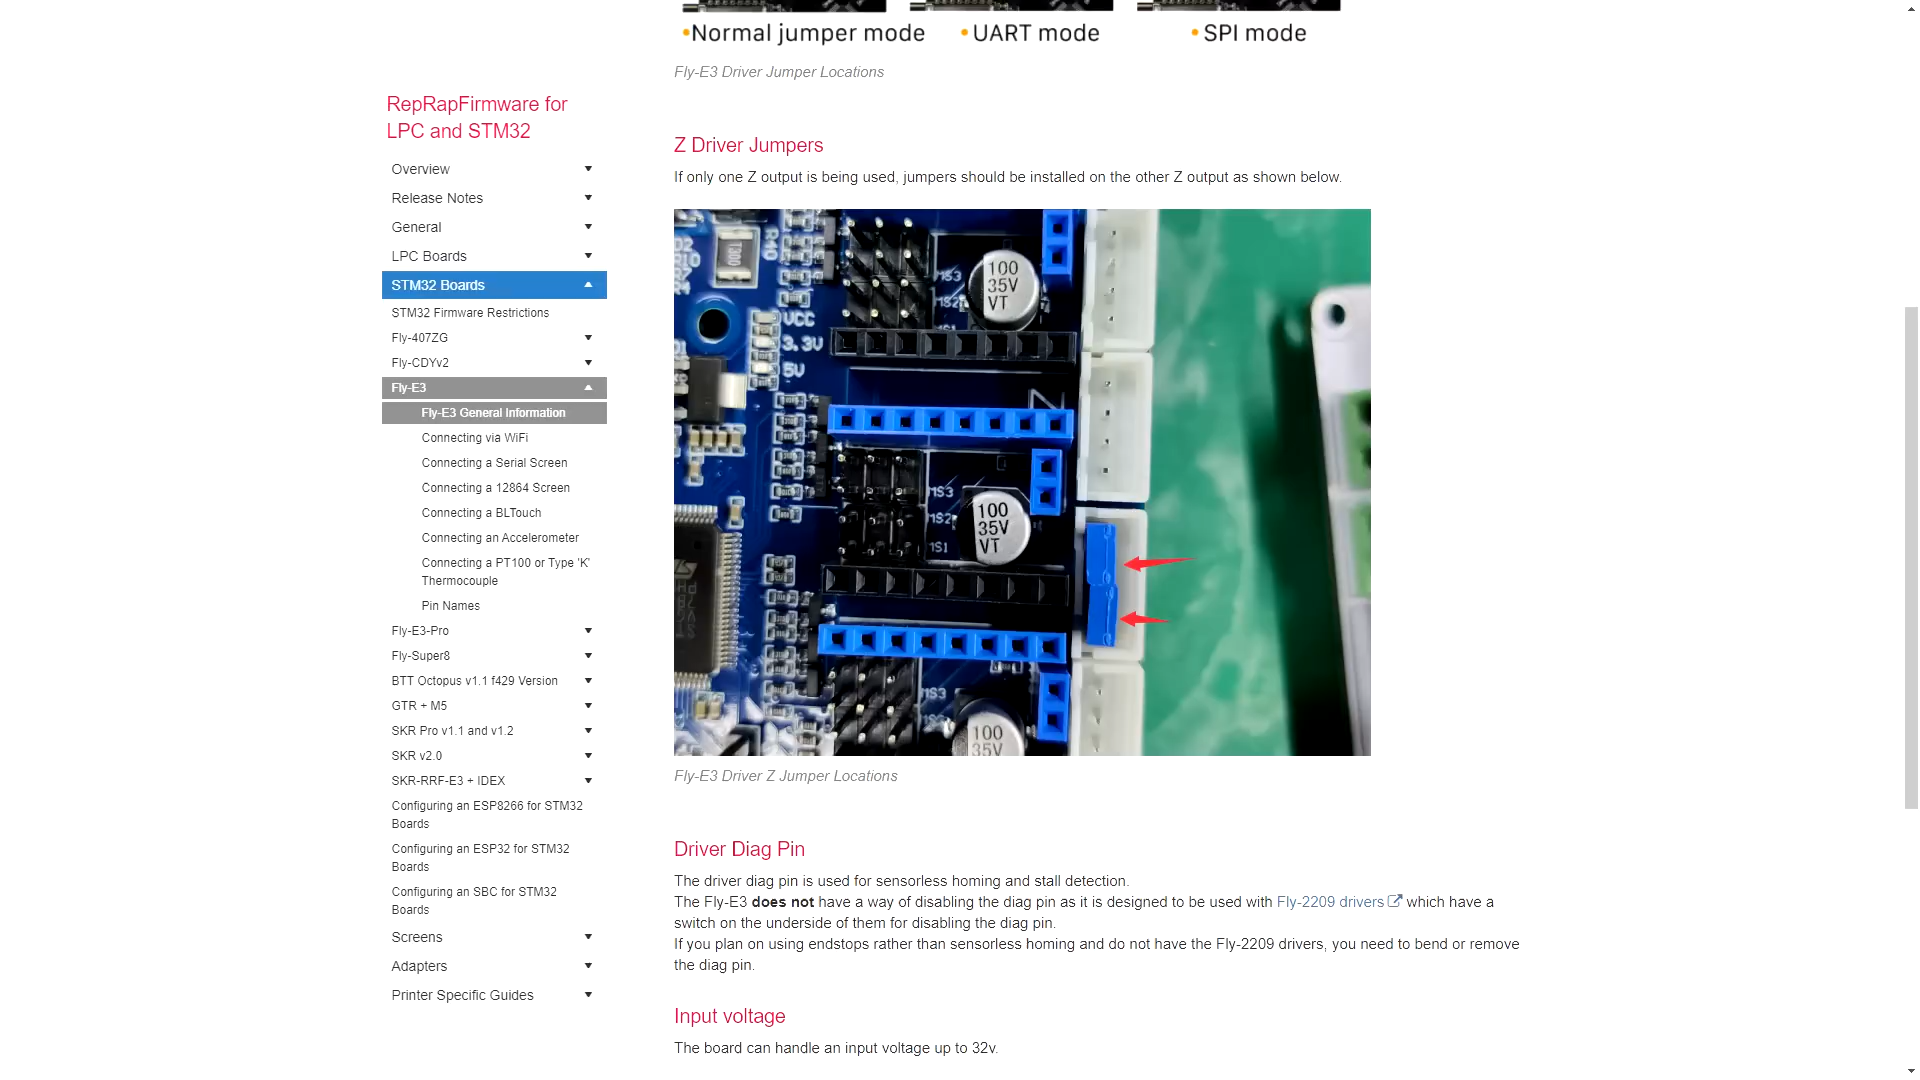 •Normal jumper mode
•UART mode
•SPI mode
Fly-E3 Driver Jumper Locations
RepRapFirmware for
LPC and STM32
Overview
Release Notes
General
LPC Boards
STM32 Boards
STM32 Firmware Restrictions
Fly-407ZG
Fly-CDYv2
Fly-E3
Fly-E3 General Information
Connecting via WiFi
Connecting a Serial Screen
Connecting a 12864 Screen
Connecting a BLTouch
Connecting an Accelerometer
Connecting a PT100 or Type 'K'
Thermocouple
Pin Names
Fly-E3-Pro
Fly-Super8
BTT Octopus v1.1 f429 Version
GTR + M5
SKR Pro v1.1 and v1.2
SKR v2.0
SKR-RRF-E3 + IDEX
Configuring an ESP8266 for STM32
Boards
Configuring an ESP32 for STM32
Boards
Configuring an SBC for STM32
Boards
Screens
Adapters
Printer Specific Guides
Z Driver Jumpers
If only one Z output is being used, jumpers should be installed on the other Z output as shown below.
R40
MS3
MS2
100
35V
VT
VCC
3.3V
5V
Z
MS3
MS2
MS1
100
35V
VT
MS3
100
35V
Fly-E3 Driver Z Jumper Locations
Driver Diag Pin
The driver diag pin is used for sensorless homing and stall detection.
The Fly-E3 does not have a way of disabling the diag pin as it is designed to be used with Fly-2209 drivers which have a
switch on the underside of them for disabling the diag pin.
If you plan on using endstops rather than sensorless homing and do not have the Fly-2209 drivers, you need to bend or remove
the diag pin.
Input voltage
The board can handle an input voltage up to 32v.